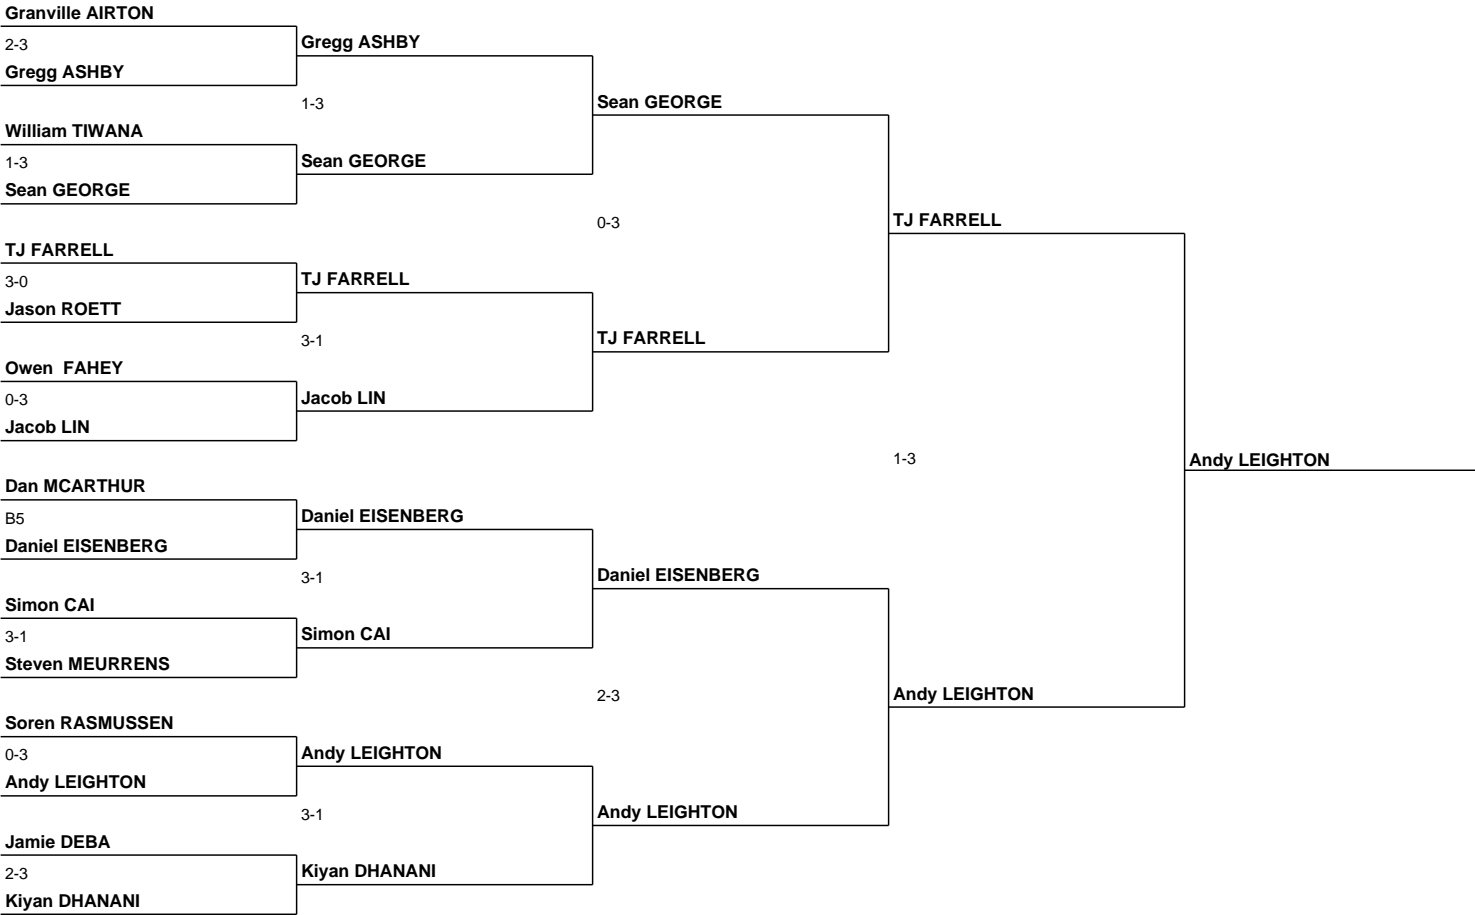 Granville AIRTON
2-3
Gregg ASHBY
William TIWANA
1-3
Sean GEORGE
TJ FARRELL
3-0
Jason ROETT
Owen  FAHEY
0-3
Jacob LIN
Dan MCARTHUR
B5
Daniel EISENBERG
Simon CAI
3-1
Steven MEURRENS
Soren RASMUSSEN
0-3
Andy LEIGHTON
Jamie DEBA
2-3
Kiyan DHANANI
Gregg ASHBY
1-3
Sean GEORGE
TJ FARRELL
3-1
Jacob LIN
Daniel EISENBERG
3-1
Simon CAI
Andy LEIGHTON
3-1
Kiyan DHANANI
Sean GEORGE
0-3
TJ FARRELL
Daniel EISENBERG
2-3
Andy LEIGHTON
TJ FARRELL
1-3
Andy LEIGHTON
Andy LEIGHTON